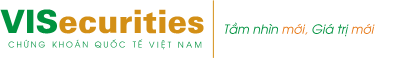 VISecurities
CHỨNG KHOÁN QUỐC TẾ VIỆT NAM
Tầm nhìn mới, Giá trị mới